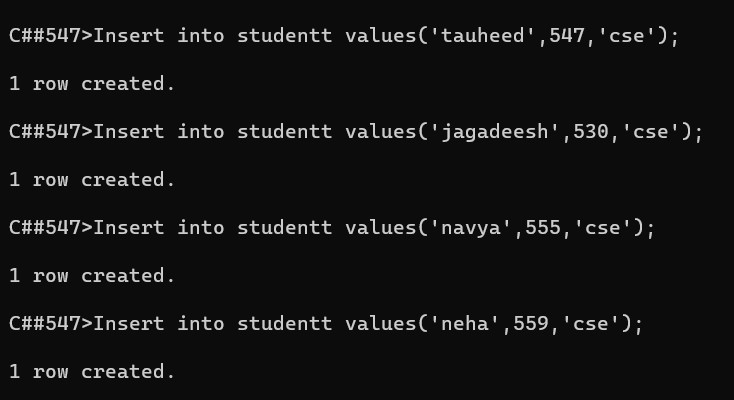 C##547>Insert into studentt values('tauheed',547,'cse');
1 row created.
C##547>Insert into studentt values('jagadeesh',530,'cse');
1 row created.
C##547>Insert into studentt values('navya',555,'cse');
1 row created.
C##547>Insert into studentt values('neha',559,'cse');
1 row created.